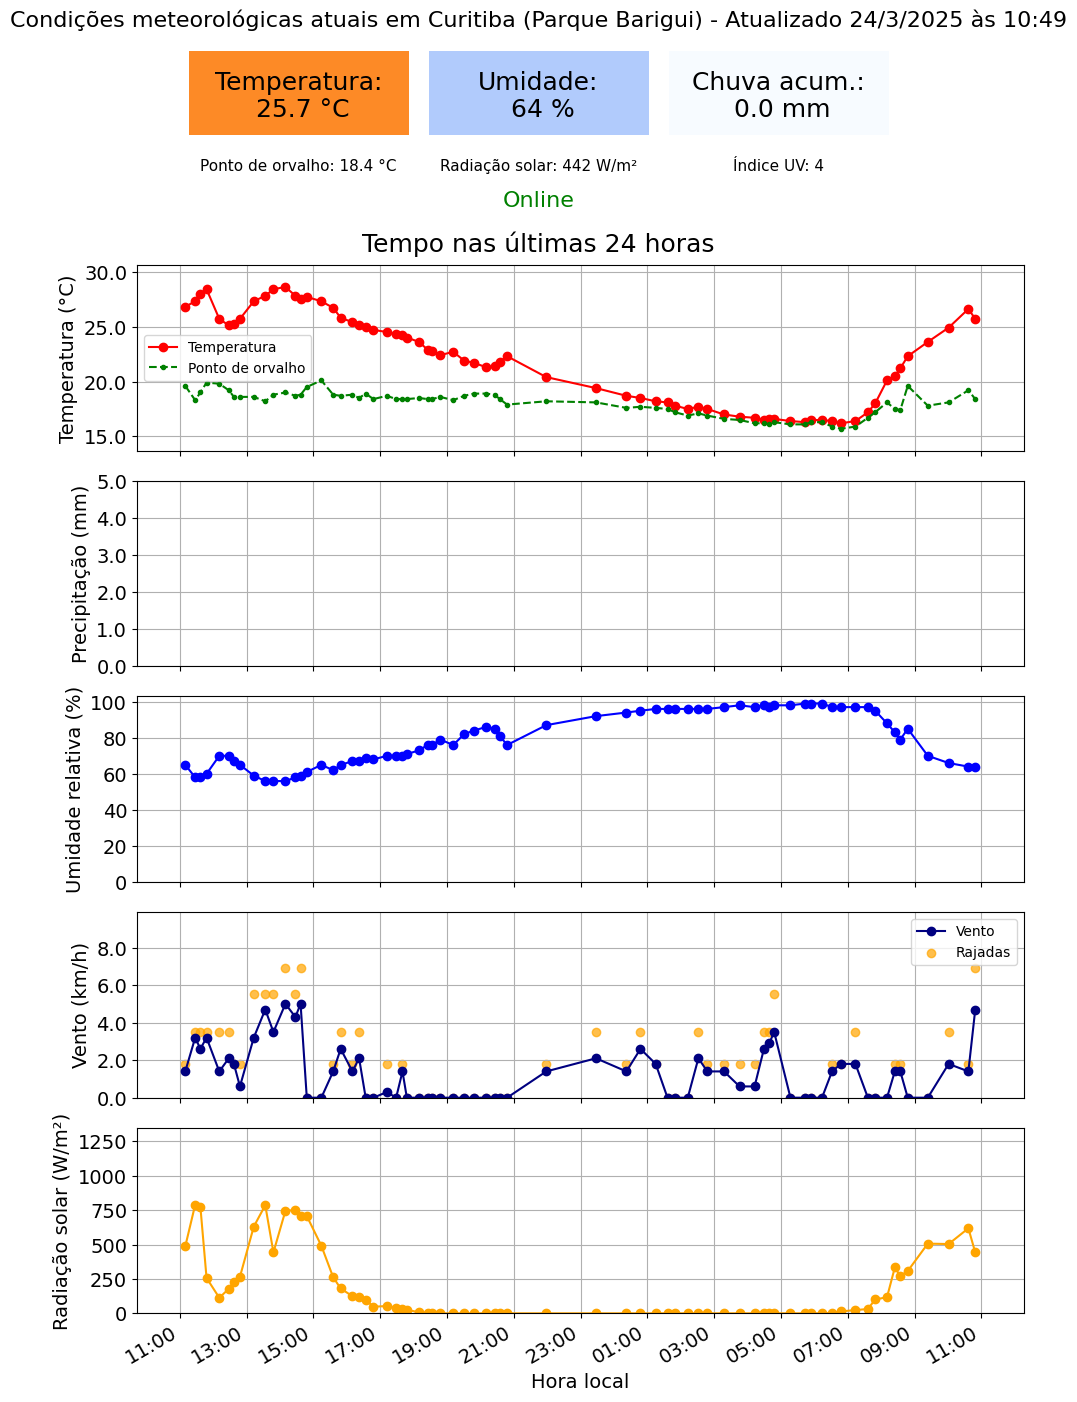 Condições meteorológicas atuais em Curitiba (Parque Barigui) - Atualizado 24/3/2025 às 10:49
Temperatura:
25.7 °C
Umidade:
64 %
Chuva acum.:
0.0 mm
Ponto de orvalho: 18.4 °C
Radiação solar: 442 W/m²
Índice UV: 4
Online
Tempo nas últimas 24 horas
Temperatura (°C)
30.0
25.0
20.0
15.0
Temperatura
Ponto de orvalho
Precipitação (mm)
5.0
4.0
3.0
2.0
1.0
0.0
Umidade relativa (%)
100
80
60
40
20
0
Vento (km/h)
8.0
6.0
4.0
2.0
0.0
Vento
Rajadas
Radiação solar (W/m²)
1250
1000
750
500
250
0
11:00
13:00
15:00
17:00
19:00
21:00
23:00
01:00
03:00
05:00
07:00
09:00
11:00
Hora local